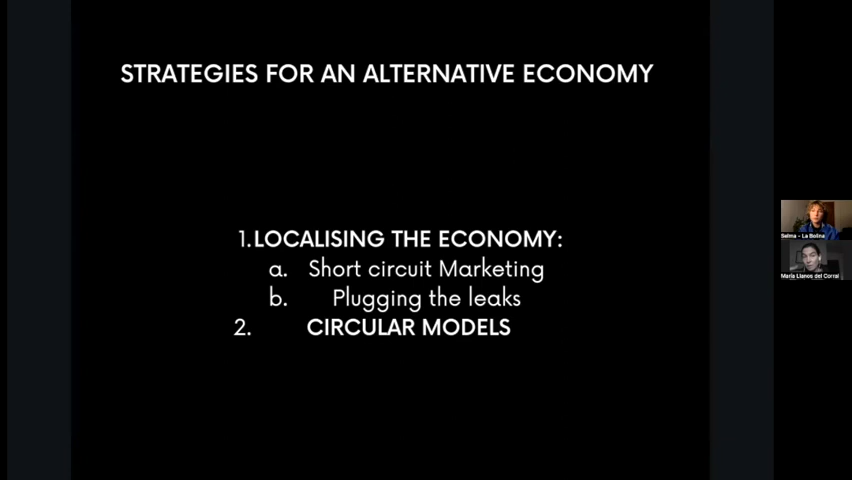 STRATEGIES FOR AN ALTERNATIVE ECONOMY
1. LOCALISING THE ECONOMY:
a. Short circuit Marketing
b. Plugging the leaks
2. CIRCULAR MODELS
Selma - La Bolina
María Llanos del Corral